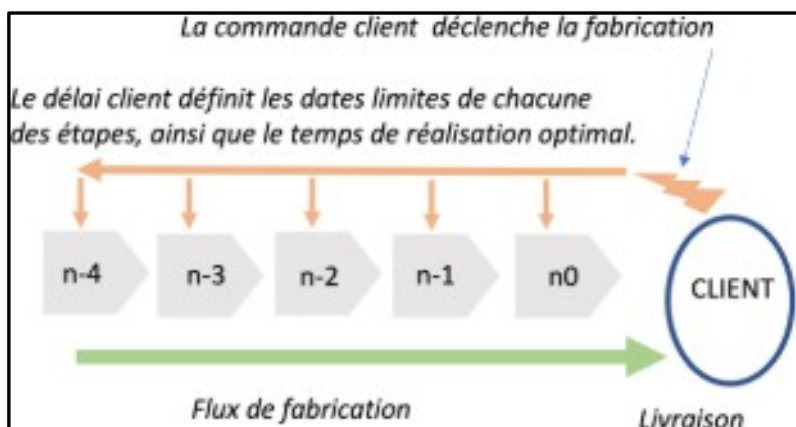 La commande client déclenche la fabrication
Le délai client définit les dates limites de chacune
des étapes, ainsi que le temps de réalisation optimal.
n-4
n-3
n-2
n-1
n0
CLIENT
Flux de fabrication
Livraison